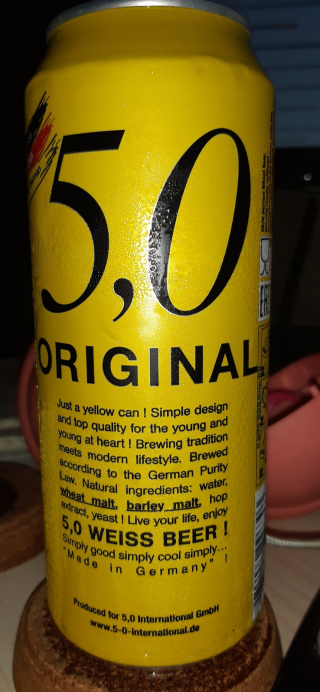 5,0
ORIGINAL
Just a yellow can ! Simple design
and top quality for the young and
young at heart ! Brewing tradition
meets modern lifestyle. Brewed
according to the German Purity
Law. Natural ingredients: water,
wheat malt, barley malt, hop
extract, yeast ! Live your life, enjoy
5,0 WEISS BEER !
Simply good simply cool simply...
"Made in Germany" !
Produced for 5,0 International GmbH
www.5-0-international.de